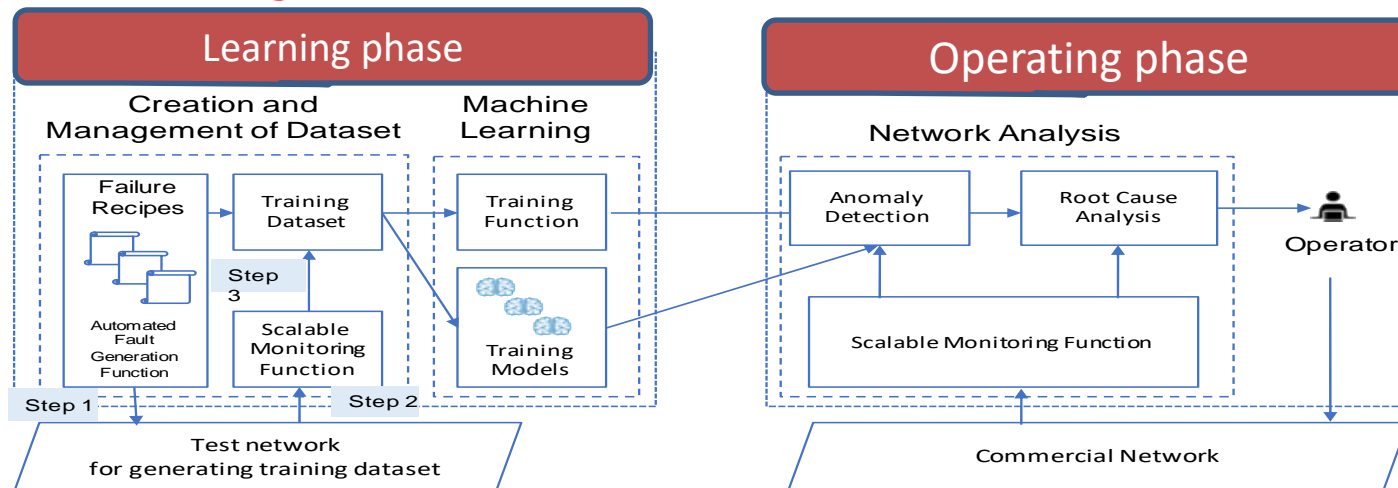 Learning phase
Operating phase
Creation and
Management of Dataset
Machine
Learning
Network Analysis
Failure
Recipes
Training
Dataset
Training
Function
Anomaly
Detection
Root Cause
Analysis
Operator
Step
3
Automated
Fault
Generation
Function
Scalable
Monitoring
Function
Training
Models
Scalable Monitoring Function
Step 1
Step 2
Test network
for generating training dataset
Commercial Network